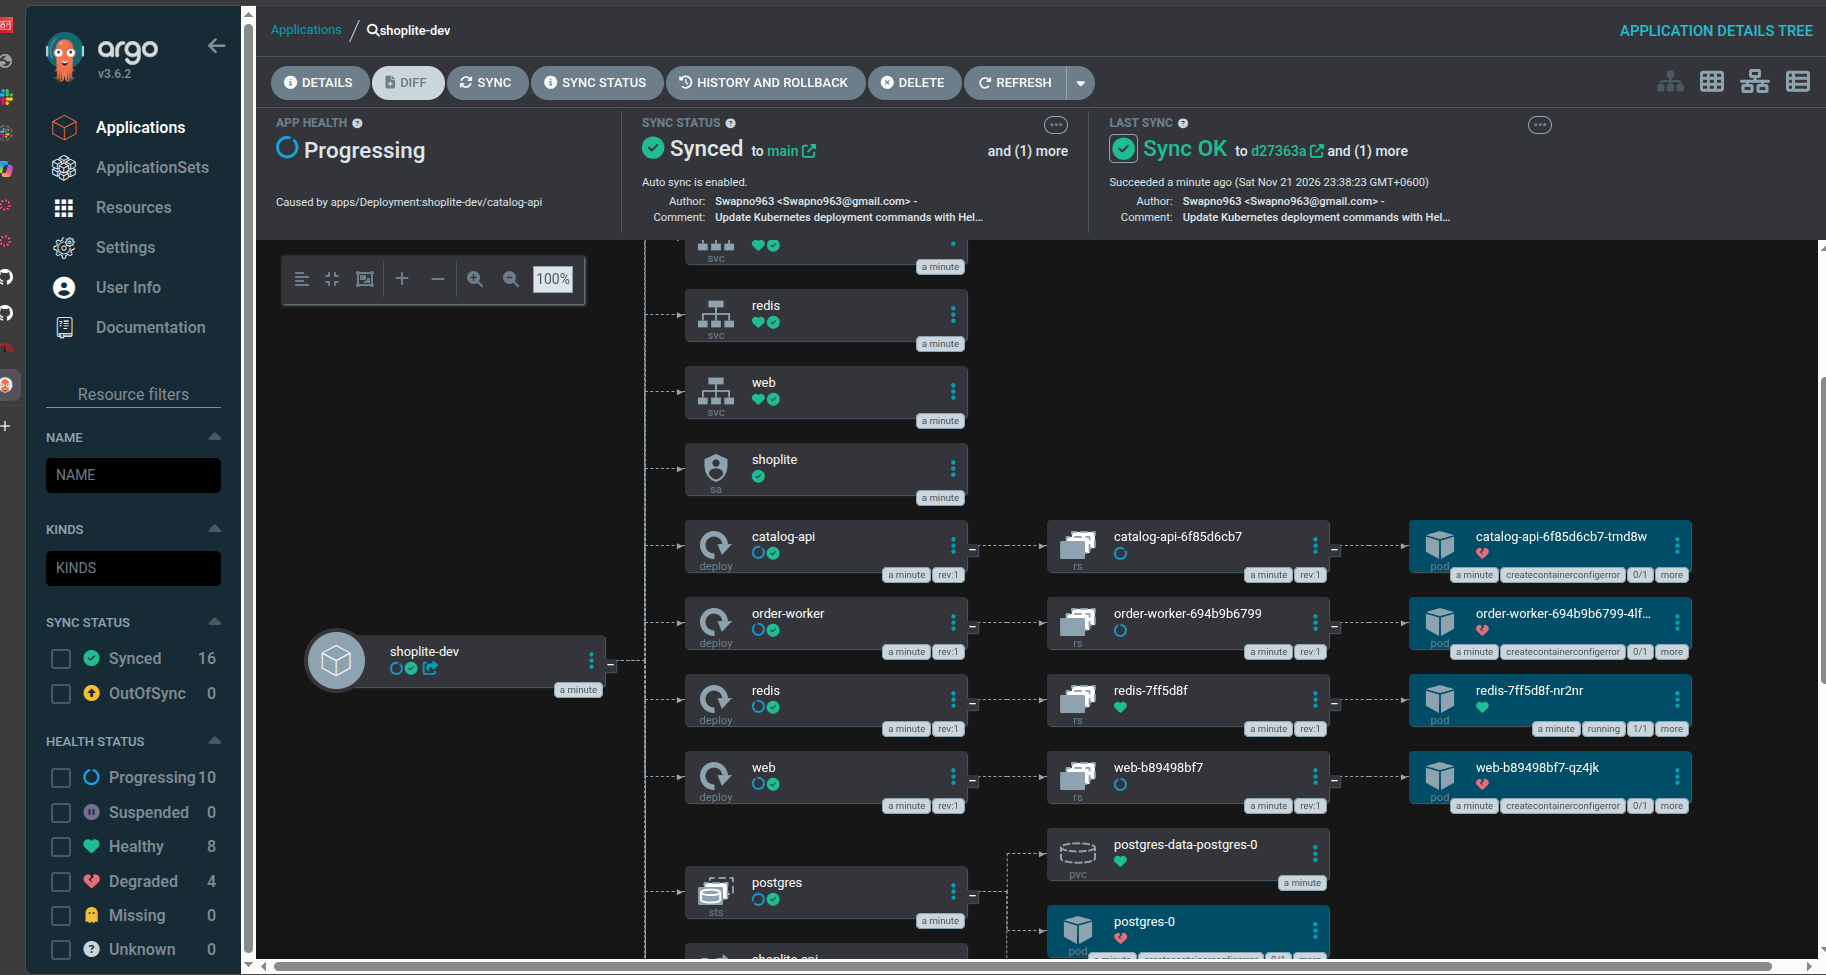 argo
v3.6.2
Applications
ApplicationSets
Resources
Settings
User Info
Documentation
Resource filters
NAME
NAME
KINDS
KINDS
SYNC STATUS
Synced 16
OutOfSync 0
HEALTH STATUS
Progressing 10
Suspended 0
Healthy 8
Degraded 4
Missing 0
Unknown 0
Applications / shoplite-dev
APPLICATION DETAILS TREE
DETAILS DIFF SYNC SYNC STATUS HISTORY AND ROLLBACK DELETE REFRESH
APP HEALTH
Progressing
Caused by apps/Deployment:shoplite-dev/catalog-api
SYNC STATUS
Synced to main and (1) more
Auto sync is enabled.
Author: Swapno963 <Swapno963@gmail.com> -
Comment: Update Kubernetes deployment commands with Hel...
LAST SYNC
Sync OK to d27363a and (1) more
Succeeded a minute ago (Sat Nov 21 2026 23:38:23 GMT+0600)
Author: Swapno963 <Swapno963@gmail.com> -
Comment: Update Kubernetes deployment commands with Hel...
100%
svc
a minute
redis
svc
a minute
web
svc
a minute
shoplite
sa
a minute
catalog-api
deploy
a minute rev:1
catalog-api-6f85d6cb7
rs
a minute rev:1
catalog-api-6f85d6cb7-tmd8w
pod
a minute createcontainerconfigerror 0/1 more
order-worker
deploy
a minute rev:1
order-worker-694b9b6799
rs
a minute rev:1
order-worker-694b9b6799-4lf...
pod
a minute createcontainerconfigerror 0/1 more
shoplite-dev
a minute
redis
deploy
a minute rev:1
redis-7ff5d8f
rs
a minute rev:1
redis-7ff5d8f-nr2nr
pod
a minute running 1/1 more
web
deploy
a minute rev:1
web-b89498bf7
rs
a minute rev:1
web-b89498bf7-qz4jk
pod
a minute createcontainerconfigerror 0/1 more
postgres
sts
a minute
postgres-data-postgres-0
pvc
a minute
postgres-0
pod
a minute createcontainerconfigerror 0/1 more
shoplite-api